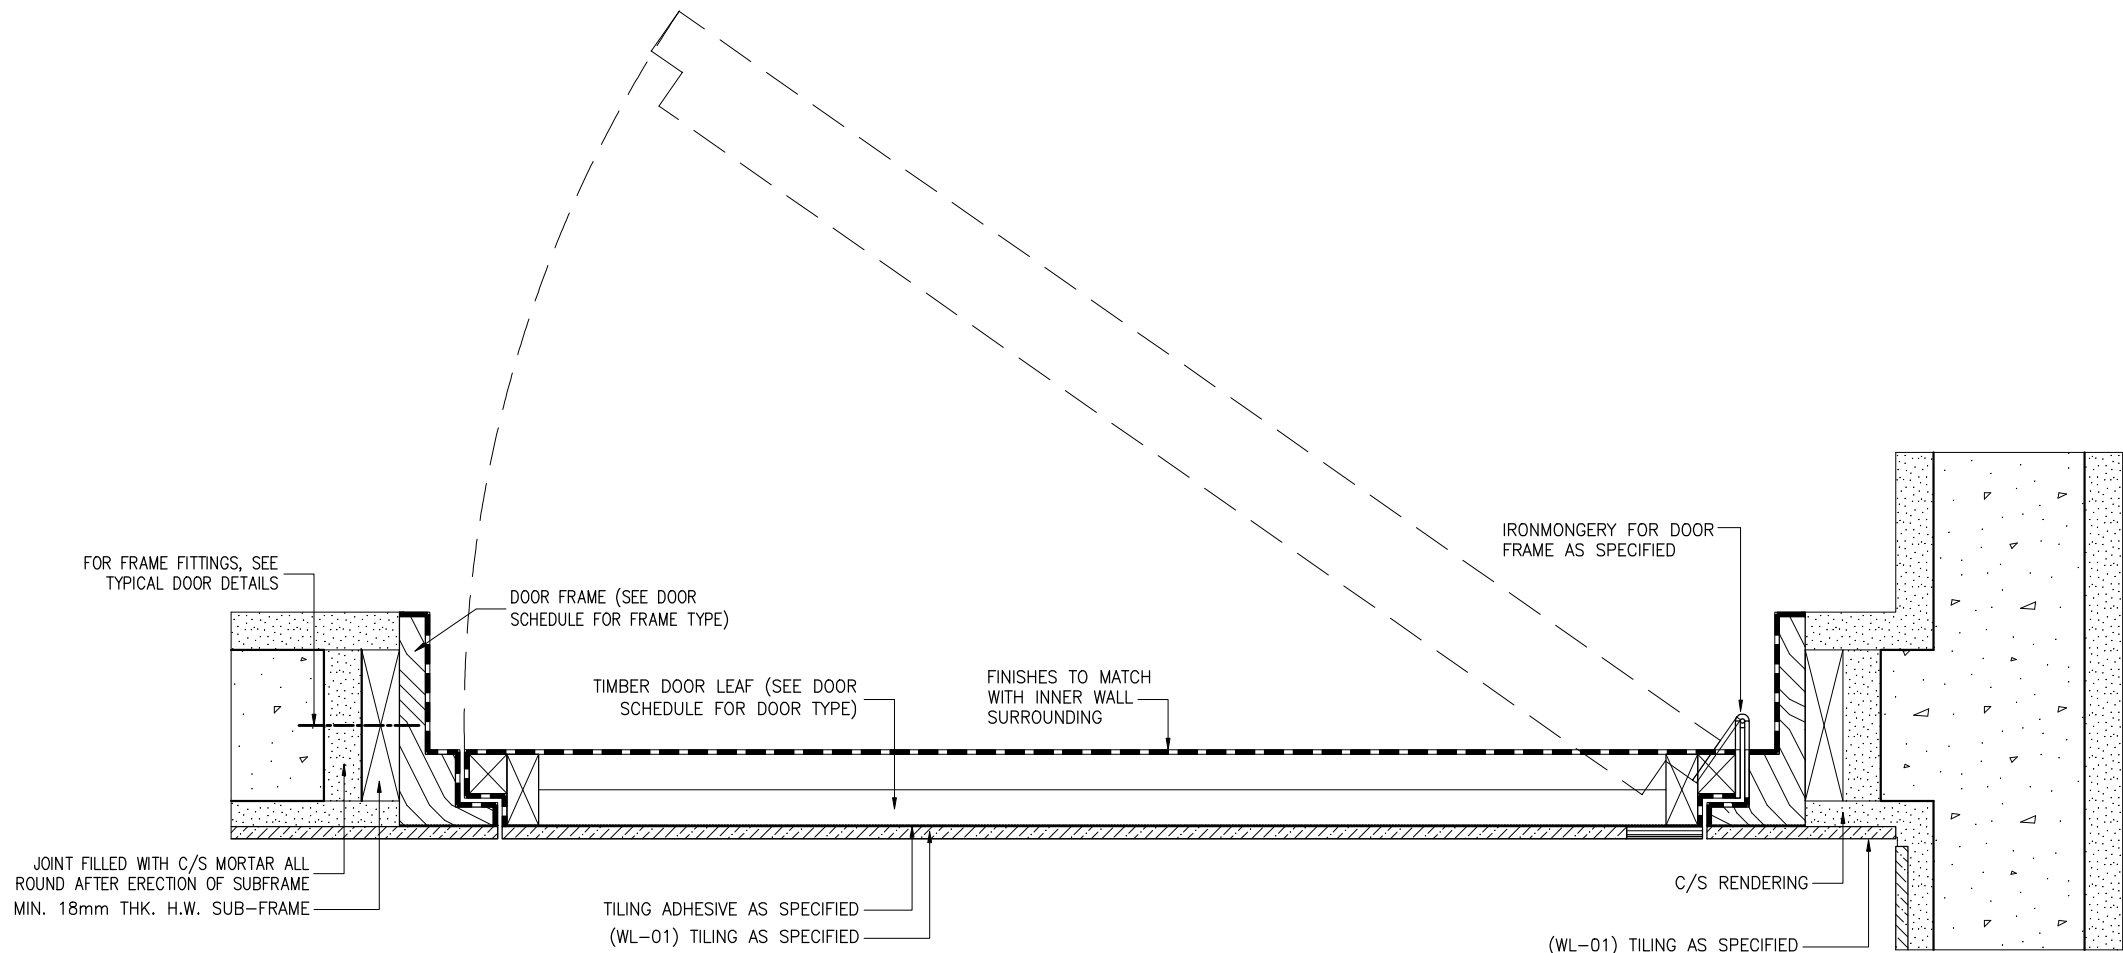 IRONMONGERY FOR DOOR
FRAME AS SPECIFIED
FOR FRAME FITTINGS, SEE
TYPICAL DOOR DETAILS
DOOR FRAME (SEE DOOR
SCHEDULE FOR FRAME TYPE)
TIMBER DOOR LEAF (SEE DOOR
SCHEDULE FOR DOOR TYPE)
FINISHES TO MATCH
WITH INNER WALL
SURROUNDING
JOINT FILLED WITH C/S MORTAR ALL
ROUND AFTER ERECTION OF SUBFRAME
MIN. 18mm THK. H.W. SUB-FRAME
TILING ADHESIVE AS SPECIFIED
(WL-01) TILING AS SPECIFIED
C/S RENDERING
(WL-01) TILING AS SPECIFIED